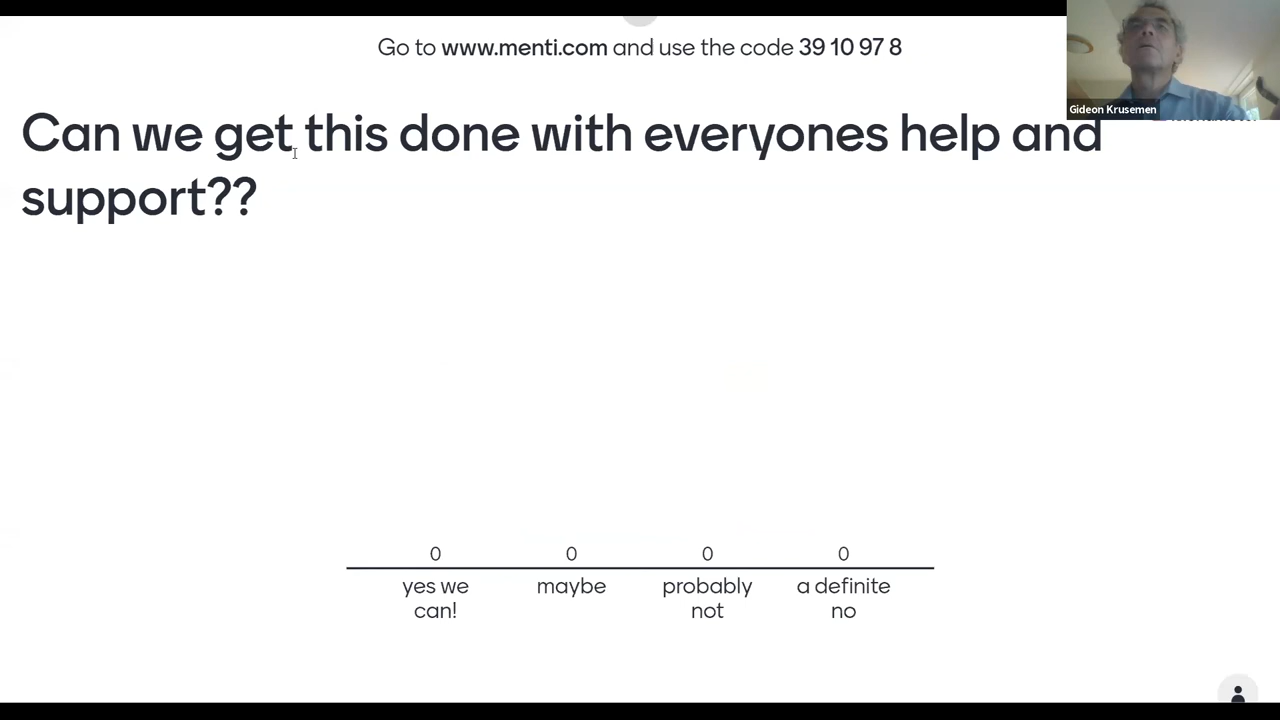 Go to www.menti.com and use the code 39 10 97 8
Gideon Krusemen
Can we get this done with everyones help and
support??
0 0 0 0
yes we maybe probably a definite
can! not no